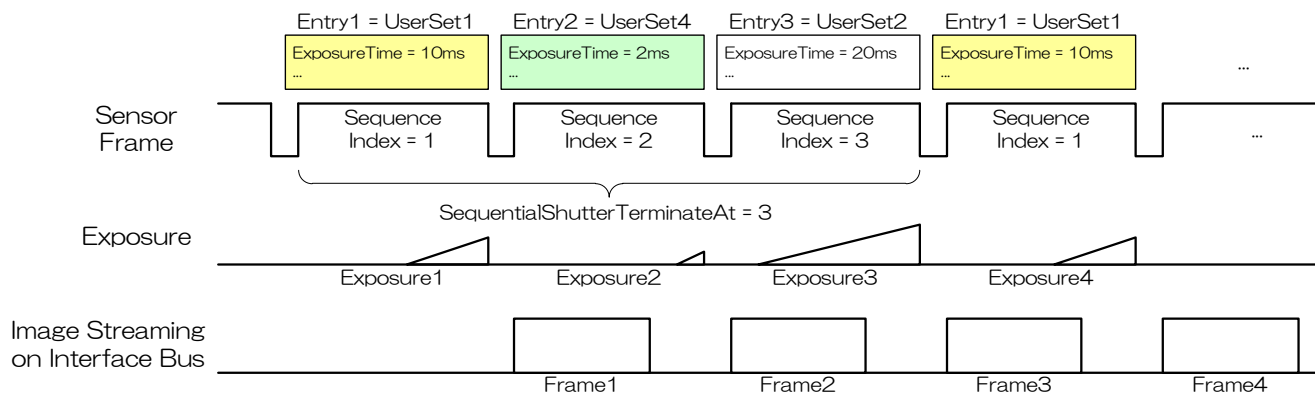 Entry1 = UserSet1
Entry2 = UserSet4
Entry3 = UserSet2
Entry1 = UserSet1
ExposureTime = 10ms
...
ExposureTime = 2ms
...
ExposureTime = 20ms
...
ExposureTime = 10ms
...
...
Sensor
Frame
Sequence
Index = 1
Sequence
Index = 2
Sequence
Index = 3
Sequence
Index = 1
...
SequentialShutterTerminateAt = 3
Exposure
Exposure1
Exposure2
Exposure3
Exposure4
Image Streaming
on Interface Bus
Frame1
Frame2
Frame3
Frame4